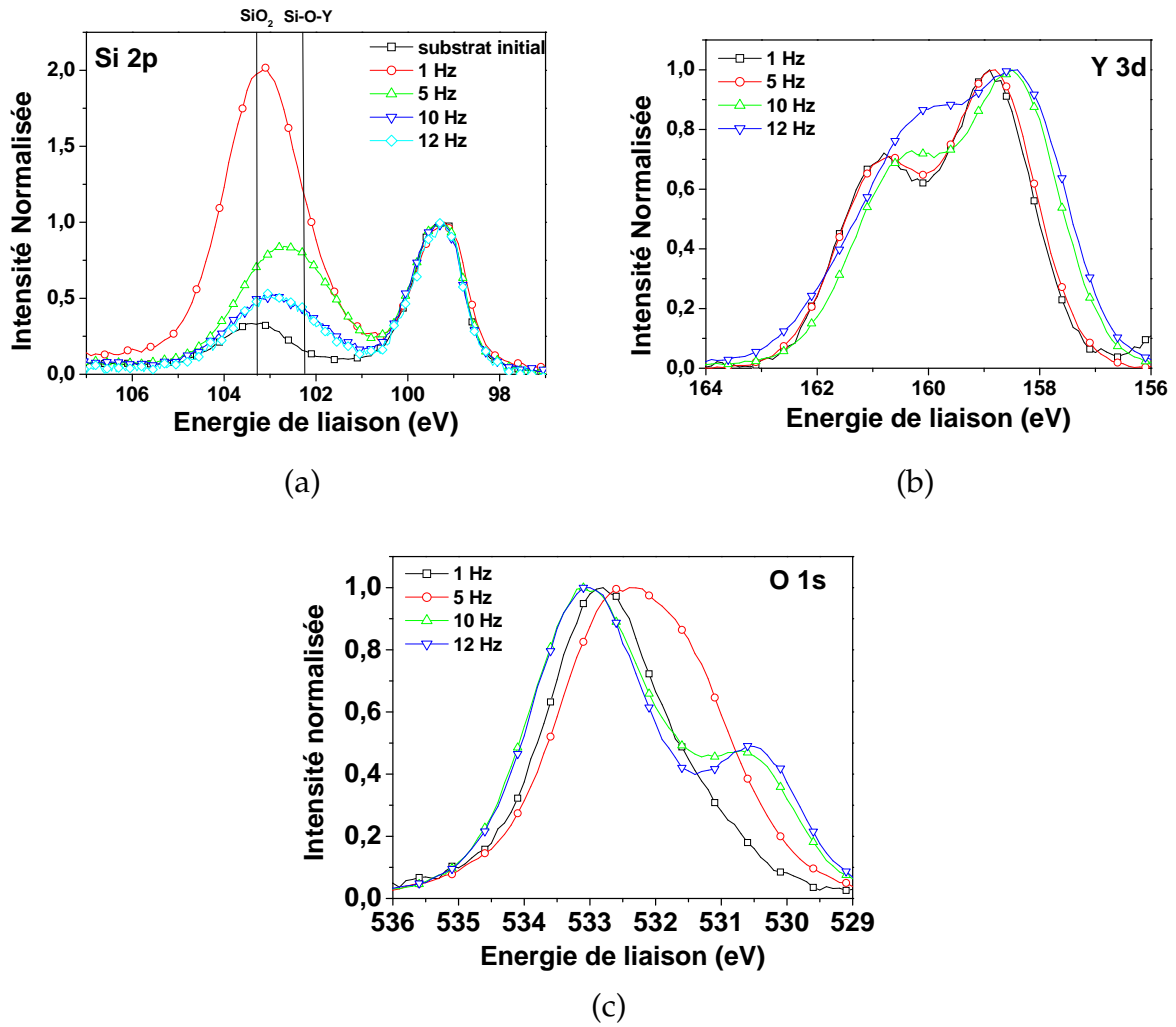 SiO2 Si-O-Y
Si 2p
substrat initial
1 Hz
5 Hz
10 Hz
12 Hz
2,0
1,5
1,0
0,5
0,0
106 104 102 100 98
Intensité Normalisée
Energie de liaison (eV)
(a)
Y 3d
1 Hz
5 Hz
10 Hz
12 Hz
1,0
0,8
0,6
0,4
0,2
0,0
164 162 160 158 156
Intensité Normalisée
Energie de liaison (eV)
(b)
O 1s
1 Hz
5 Hz
10 Hz
12 Hz
1,0
0,8
0,6
0,4
0,2
0,0
536 535 534 533 532 531 530 529
Intensité normalisée
Energie de liaison (eV)
(c)